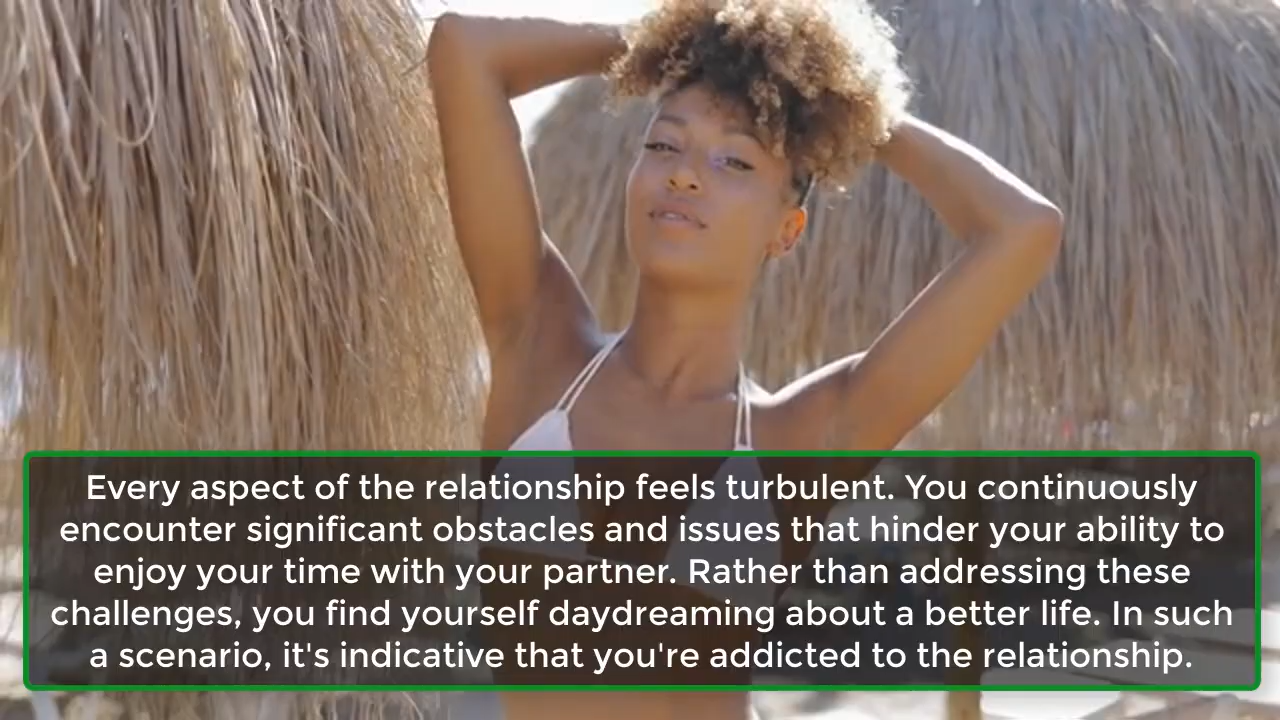 Every aspect of the relationship feels turbulent. You continuously
encounter significant obstacles and issues that hinder your ability to
enjoy your time with your partner. Rather than addressing these
challenges, you find yourself daydreaming about a better life. In such
a scenario, it's indicative that you're addicted to the relationship.